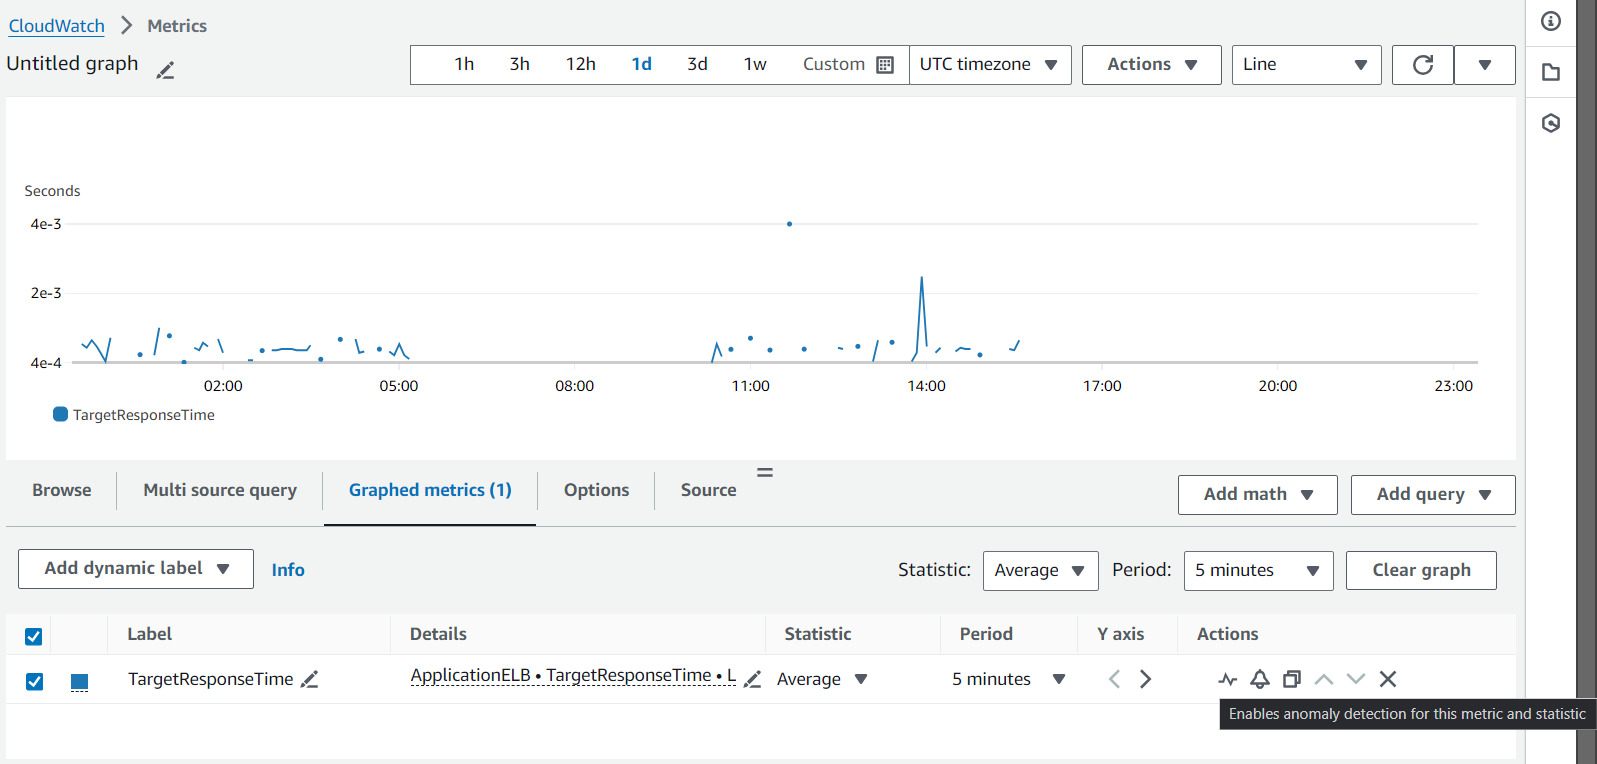 CloudWatch > Metrics
Untitled graph
1h 3h 12h 1d 3d 1w Custom UTC timezone Actions Line
Seconds
4e-3
2e-3
4e-4
02:00 05:00 08:00 11:00 14:00 17:00 20:00 23:00
TargetResponseTime
Browse Multi source query Graphed metrics (1) Options Source Add math Add query
Add dynamic label Info Statistic: Average Period: 5 minutes Clear graph
Label Details Statistic Period Y axis Actions
TargetResponseTime ApplicationELB • TargetResponseTime • L Average 5 minutes
Enables anomaly detection for this metric and statistic